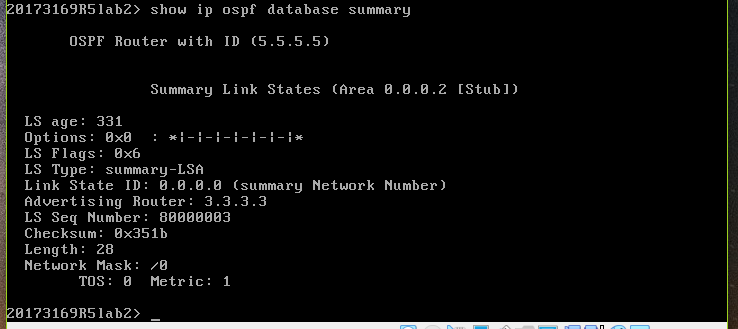 20173169R5lab2> show ip ospf database summary
OSPF Router with ID (5.5.5.5)
Summary Link States (Area 0.0.0.2 [Stub])
LS age: 331
Options: 0x0  : *|-|-|-|-|-|-|*
LS Flags: 0x6
LS Type: summary-LSA
Link State ID: 0.0.0.0 (summary Network Number)
Advertising Router: 3.3.3.3
LS Seq Number: 80000003
Checksum: 0x351b
Length: 28
Network Mask: /0
TOS: 0  Metric: 1
20173169R5lab2> _